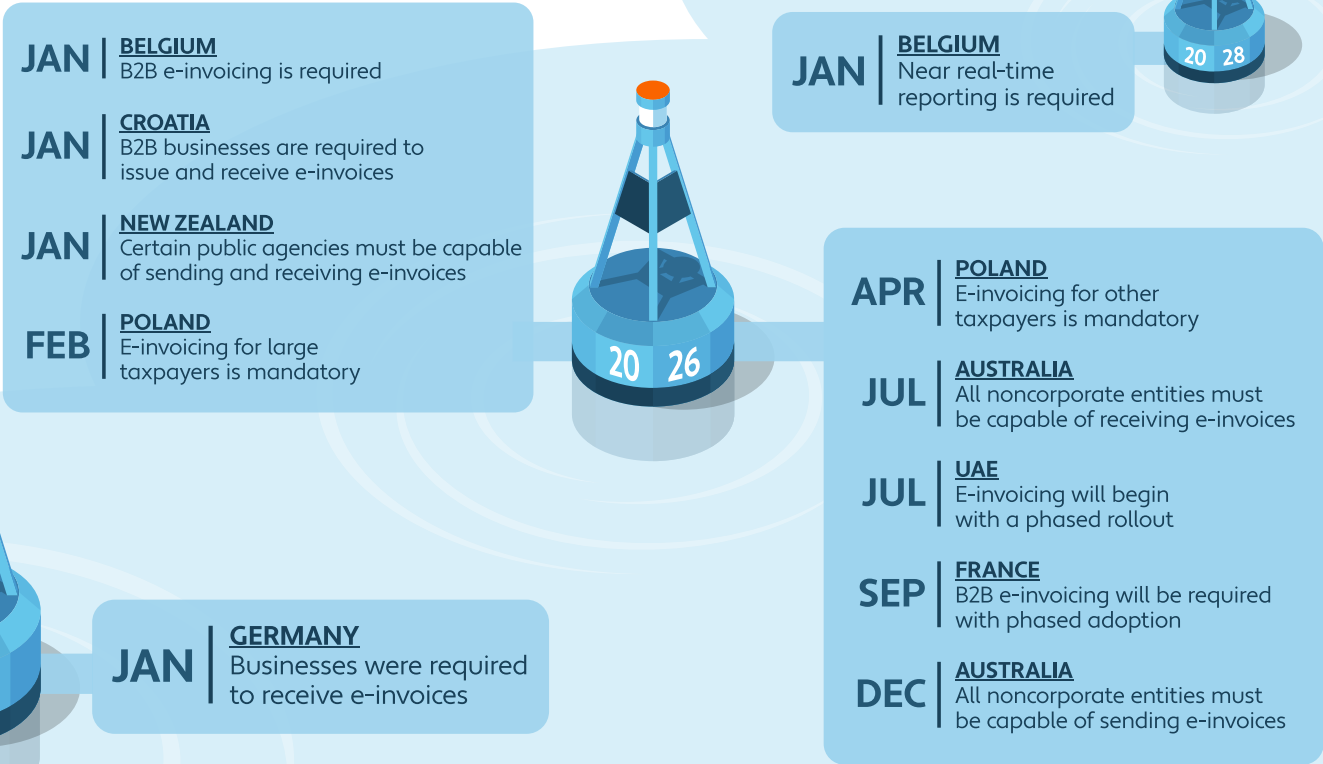 JAN
BELGIUM
B2B e-invoicing is required
JAN
CROATIA
B2B businesses are required to
issue and receive e-invoices
JAN
NEW ZEALAND
Certain public agencies must be capable
of sending and receiving e-invoices
FEB
POLAND
E-invoicing for large
taxpayers is mandatory
20 26
JAN
BELGIUM
Near real-time
reporting is required
20 28
APR
POLAND
E-invoicing for other
taxpayers is mandatory
JUL
AUSTRALIA
All noncorporate entities must
be capable of receiving e-invoices
JUL
UAE
E-invoicing will begin
with a phased rollout
SEP
FRANCE
B2B e-invoicing will be required
with phased adoption
DEC
AUSTRALIA
All noncorporate entities must
be capable of sending e-invoices
JAN
GERMANY
Businesses were required
to receive e-invoices